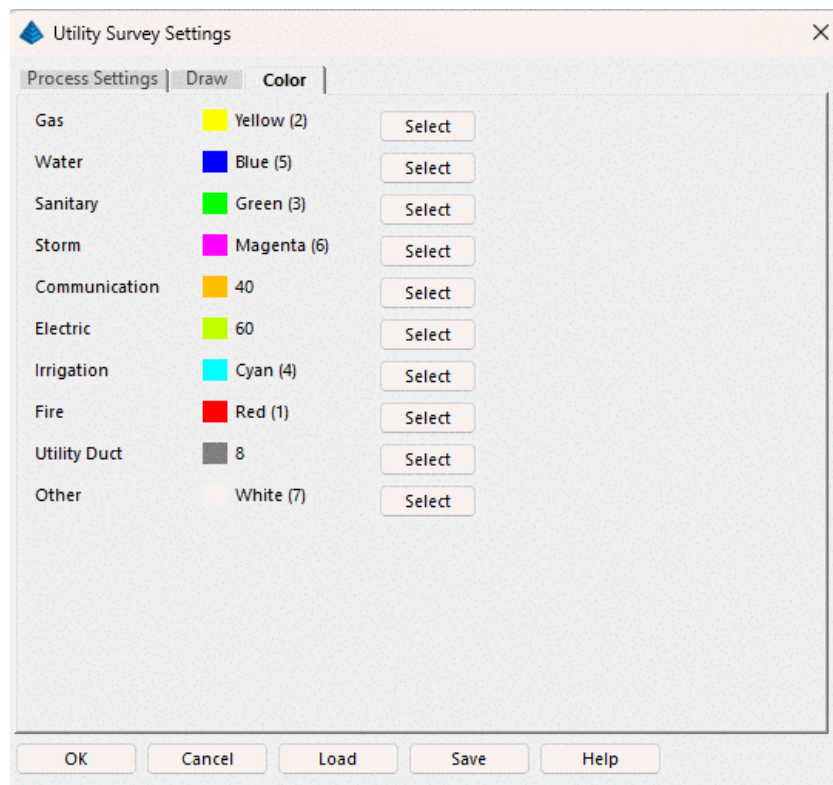 Utility Survey Settings
Process Settings Draw Color
Gas Yellow (2) Select
Water Blue (5) Select
Sanitary Green (3) Select
Storm Magenta (6) Select
Communication 40 Select
Electric 60 Select
Irrigation Cyan (4) Select
Fire Red (1) Select
Utility Duct 8 Select
Other White (7) Select
OK Cancel Load Save Help